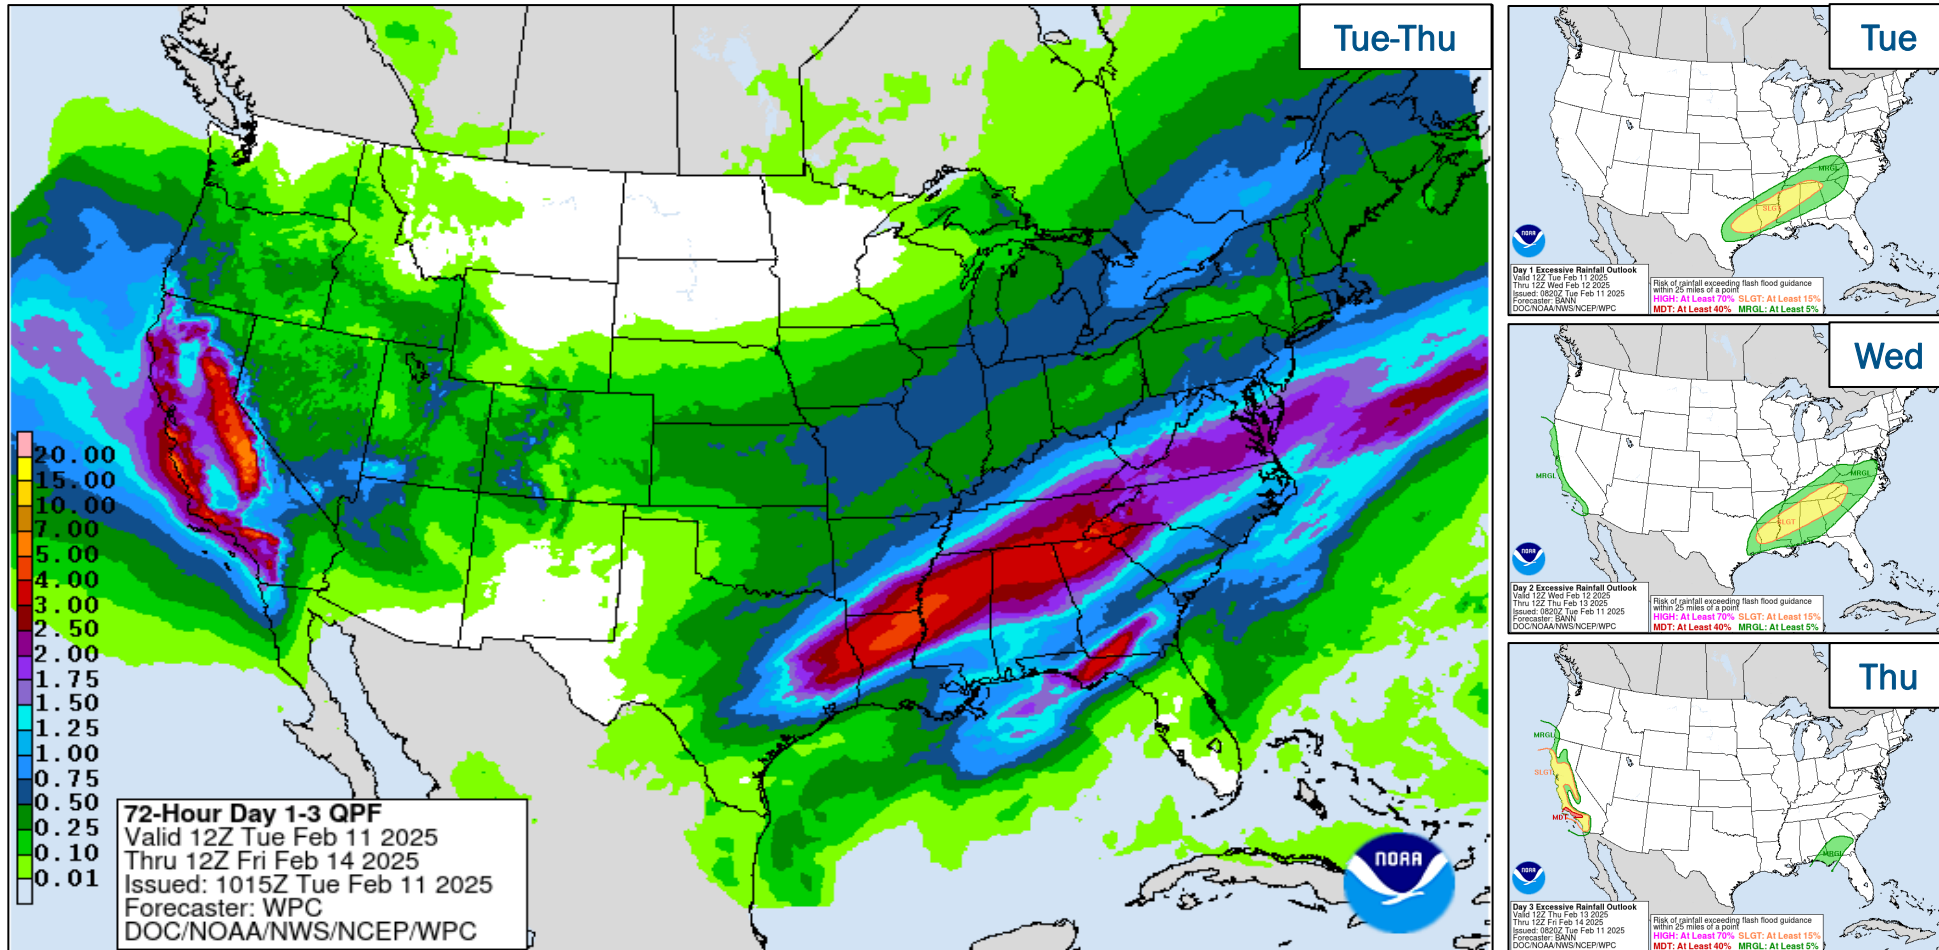 Tue-Thu
20.00
15.00
10.00
7.00
5.00
4.00
3.00
2.50
2.00
1.75
1.50
1.25
1.00
0.75
0.50
0.25
0.10
0.01
72-Hour Day 1-3 QPF
Valid 12Z Tue Feb 11 2025
Thru 12Z Fri Feb 14 2025
Issued: 1015Z Tue Feb 11 2025
Forecaster: WPC
DOC/NOAA/NWS/NCEP/WPC
NOAA
Tue
MRGL
SLGT
NOAA
Day 1 Excessive Rainfall Outlook
Valid 12Z Tue Feb 11 2025
Thru 12Z Wed Feb 12 2025
Issued: 0820Z Tue Feb 11 2025
Forecaster: BANN
DOC/NOAA/NWS/NCEP/WPC
Risk of rainfall exceeding flash flood guidance
within 25 miles of a point
HIGH: At Least 70% SLGT: At Least 15%
MDT: At Least 40% MRGL: At Least 5%
Wed
MRGL
MRGL
SLGT
NOAA
Day 2 Excessive Rainfall Outlook
Valid 12Z Wed Feb 12 2025
Thru 12Z Thu Feb 13 2025
Issued: 0820Z Tue Feb 11 2025
Forecaster: BANN
DOC/NOAA/NWS/NCEP/WPC
Risk of rainfall exceeding flash flood guidance
within 25 miles of a point
HIGH: At Least 70% SLGT: At Least 15%
MDT: At Least 40% MRGL: At Least 5%
Thu
MRGL
SLGT
MDT
MRGL
NOAA
Day 3 Excessive Rainfall Outlook
Valid 12Z Thu Feb 13 2025
Thru 12Z Fri Feb 14 2025
Issued: 0820Z Tue Feb 11 2025
Forecaster: BANN
DOC/NOAA/NWS/NCEP/WPC
Risk of rainfall exceeding flash flood guidance
within 25 miles of a point
HIGH: At Least 70% SLGT: At Least 15%
MDT: At Least 40% MRGL: At Least 5%